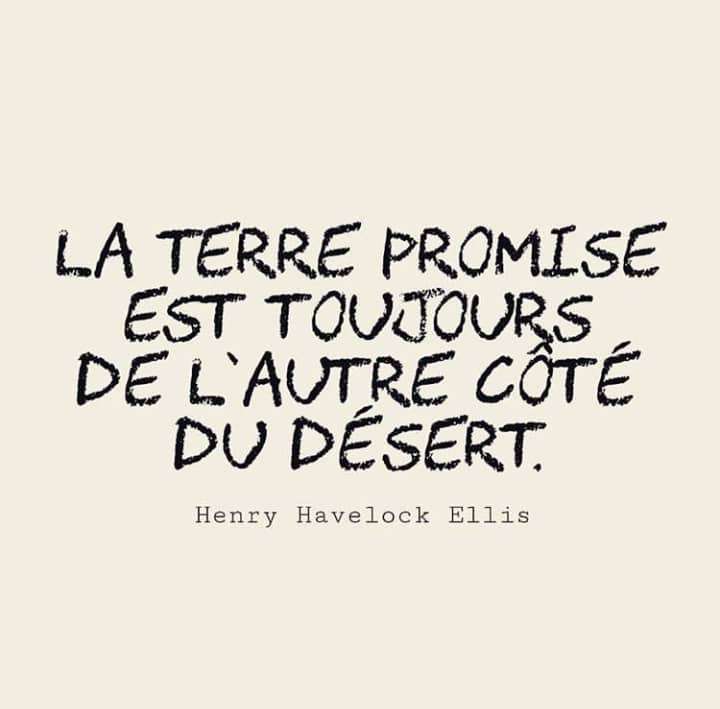 LA TERRE PROMISE
EST TOUJOURS
DE L'AUTRE CÔTÉ
DU DÉSERT.
Henry Havelock Ellis